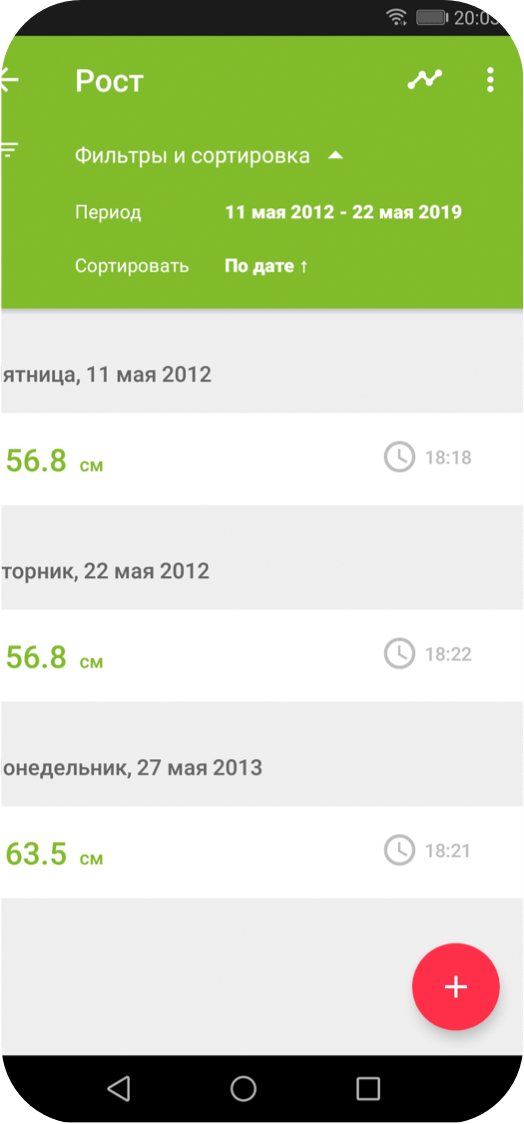 20:03
Рост
Фильтры и сортировка
Период 11 мая 2012 - 22 мая 2019
Сортировать По дате ↑
ятница, 11 мая 2012
56.8 см 18:18
торник, 22 мая 2012
56.8 см 18:22
онедельник, 27 мая 2013
63.5 см 18:21